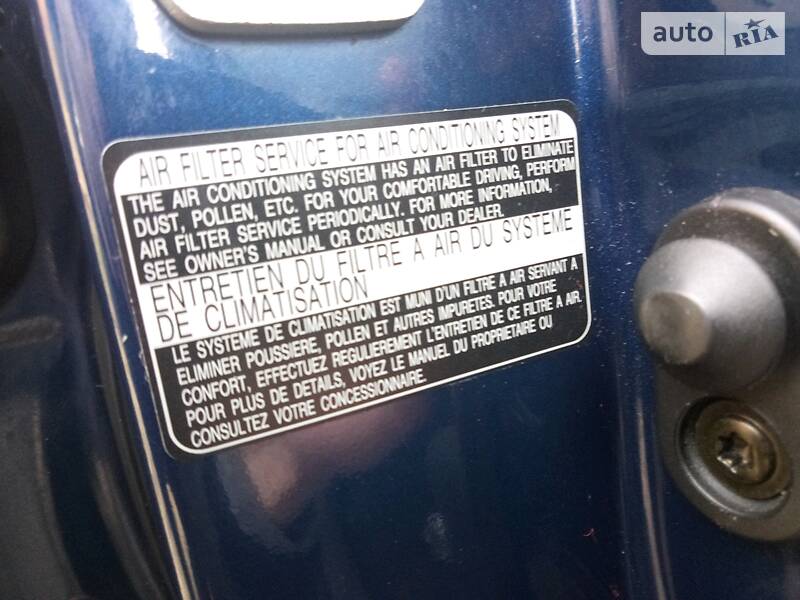 auto RIA
AIR FILTER SERVICE FOR AIR CONDITIONING SYSTEM
THE AIR CONDITIONING SYSTEM HAS AN AIR FILTER TO ELIMINATE
DUST, POLLEN, ETC. FOR YOUR COMFORTABLE DRIVING, PERFORM
AIR FILTER SERVICE PERIODICALLY. FOR MORE INFORMATION,
SEE OWNER'S MANUAL OR CONSULT YOUR DEALER.
ENTRETIEN DU FILTRE A AIR DU SYSTEME
DE CLIMATISATION
LE SYSTEME DE CLIMATISATION EST MUNI D'UN FILTRE A AIR SERVANT A
ELIMINER POUSSIERE, POLLEN ET AUTRES IMPURETES. POUR VOTRE
CONFORT, EFFECTUEZ REGULIEREMENT L'ENTRETIEN DE CE FILTRE A AIR.
POUR PLUS DE DETAILS, VOYEZ LE MANUEL DU PROPRIETAIRE OU
CONSULTEZ VOTRE CONCESSIONNAIRE.